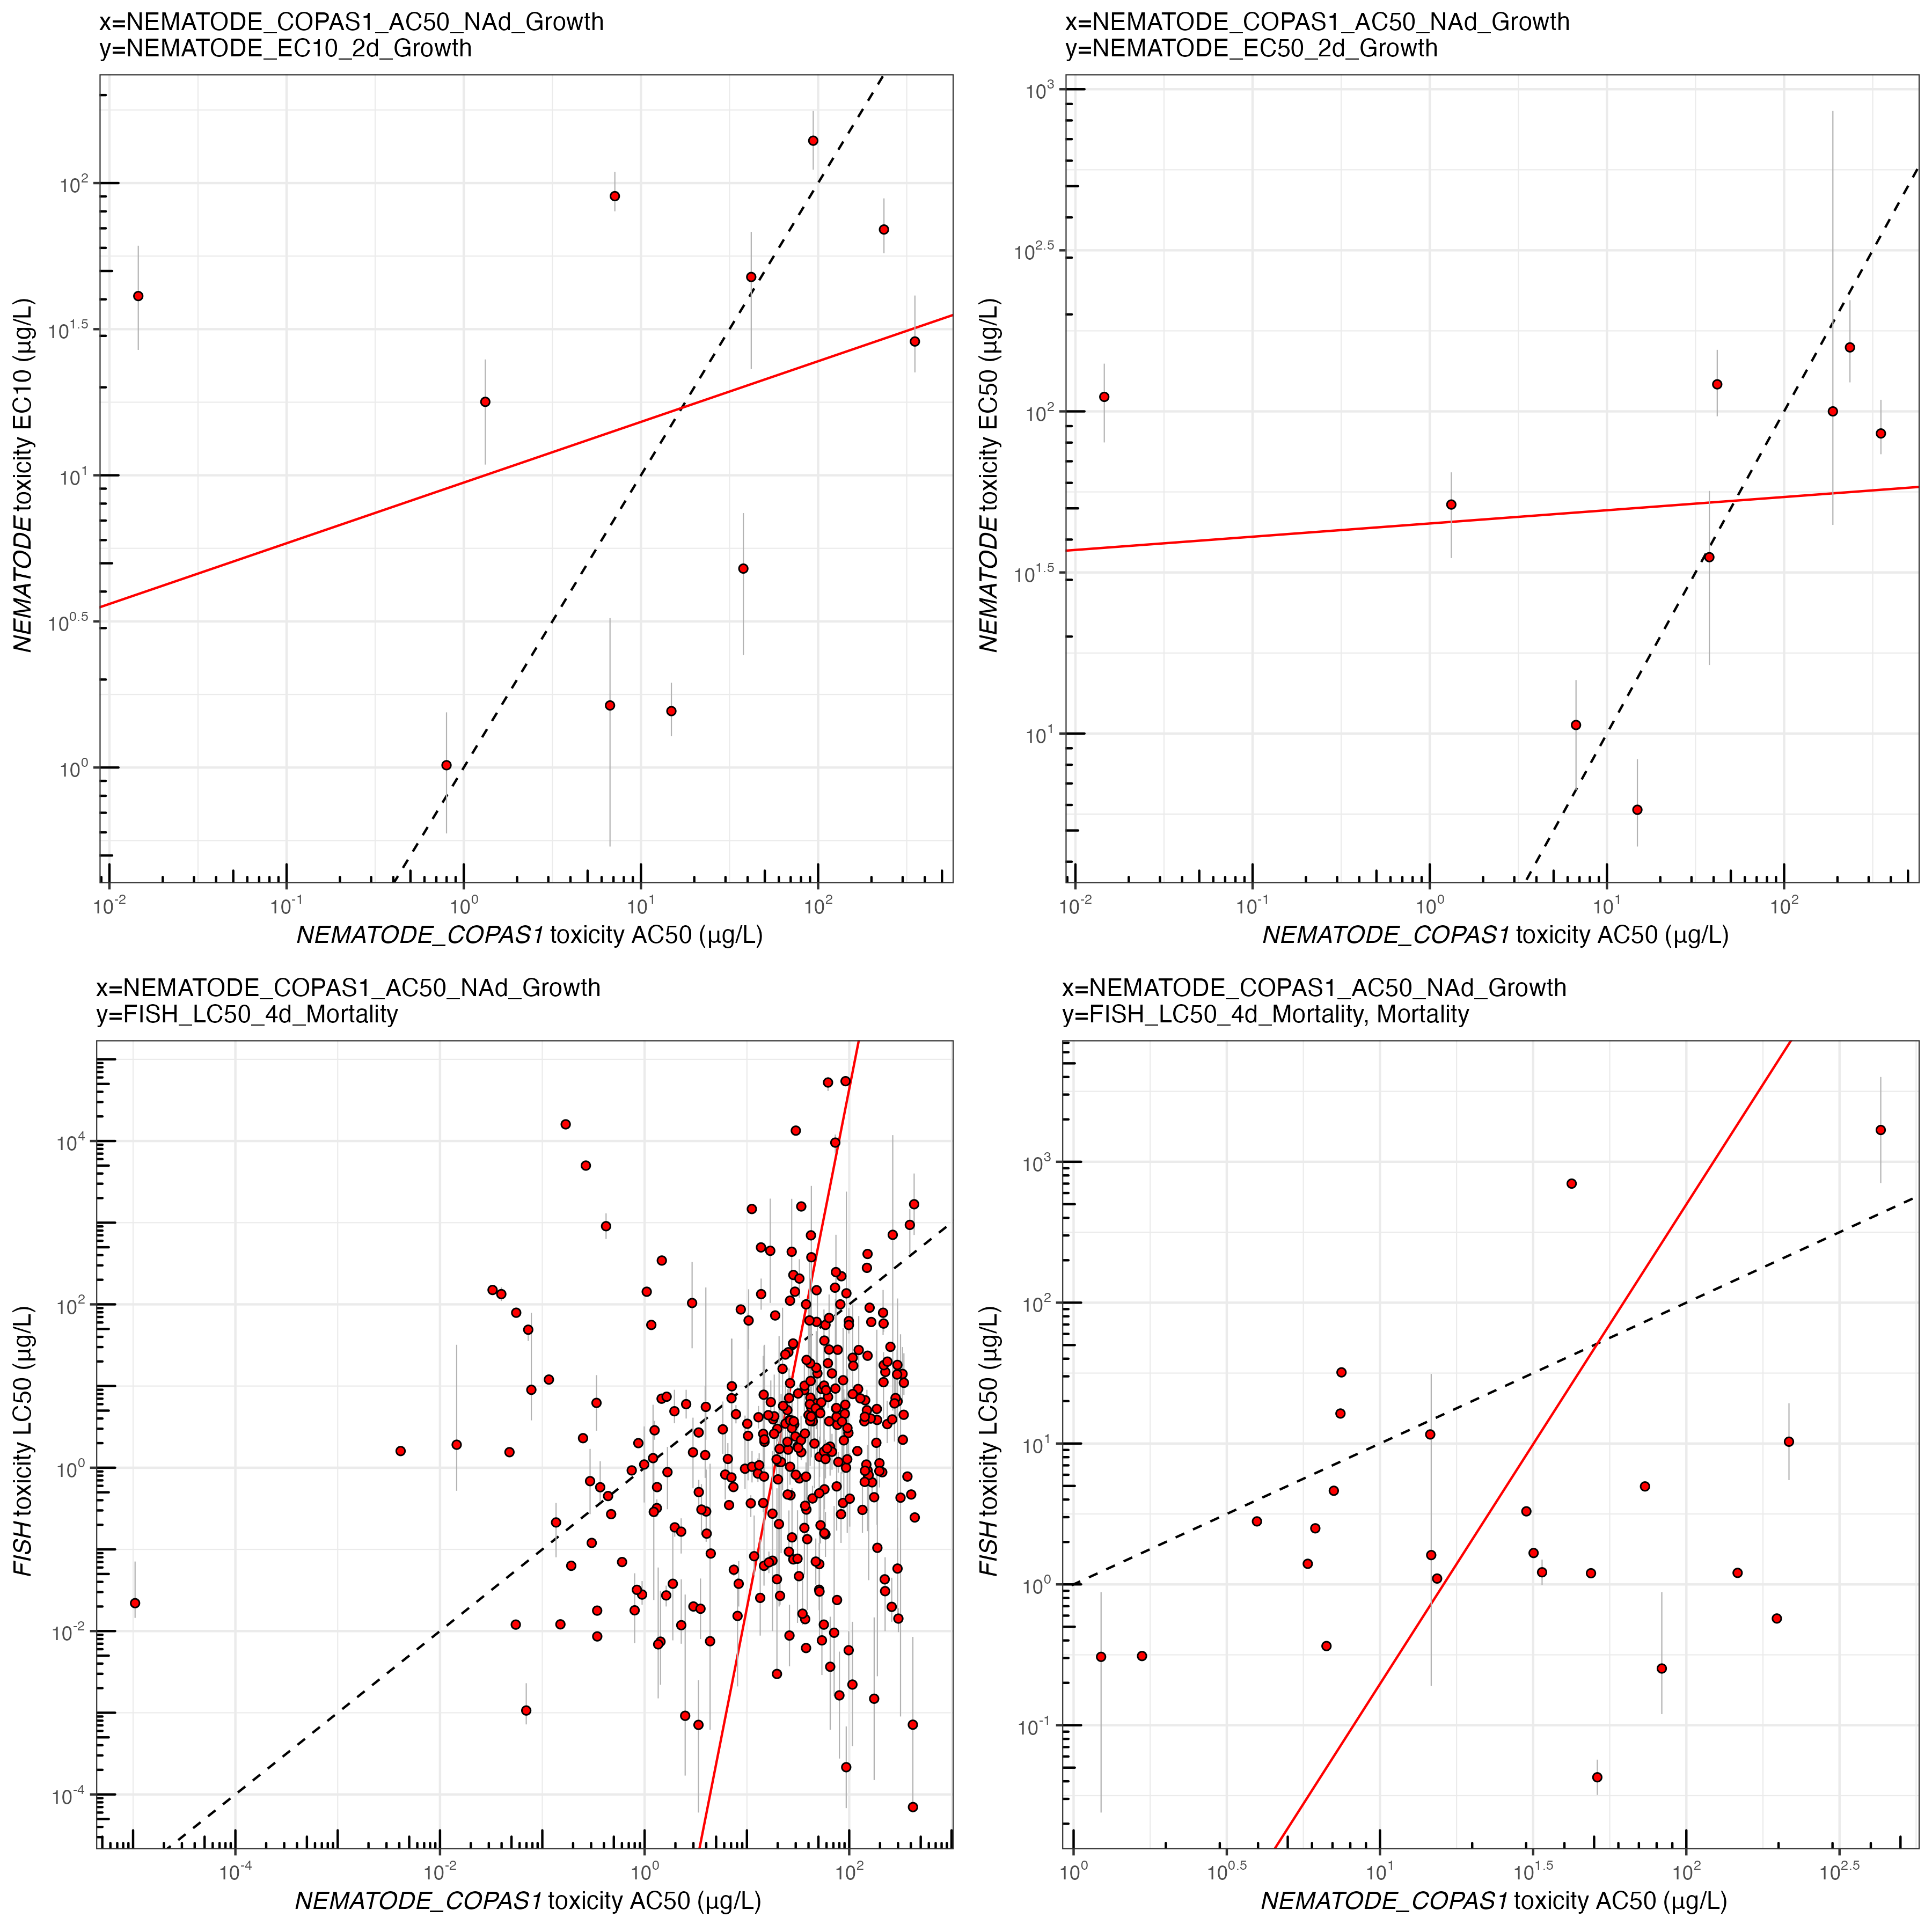 x=NEMATODE_COPAS1_AC50_NAd_Growth
y=NEMATODE_EC10_2d_Growth
10^2
10^1.5
10^1
10^0.5
10^0
NEMATODE toxicity EC10 (µg/L)
10^-2 10^-1 10^0 10^1 10^2
NEMATODE_COPAS1 toxicity AC50 (µg/L)
x=NEMATODE_COPAS1_AC50_NAd_Growth
y=NEMATODE_EC50_2d_Growth
10^3
10^2.5
10^2
10^1.5
10^1
NEMATODE toxicity EC50 (µg/L)
10^-2 10^-1 10^0 10^1 10^2
NEMATODE_COPAS1 toxicity AC50 (µg/L)
x=NEMATODE_COPAS1_AC50_NAd_Growth
y=FISH_LC50_4d_Mortality
10^4
10^2
10^0
10^-2
10^-4
FISH toxicity LC50 (µg/L)
10^-4 10^-2 10^0 10^2
NEMATODE_COPAS1 toxicity AC50 (µg/L)
x=NEMATODE_COPAS1_AC50_NAd_Growth
y=FISH_LC50_4d_Mortality, Mortality
10^3
10^2
10^1
10^0
10^-1
FISH toxicity LC50 (µg/L)
10^0 10^0.5 10^1 10^1.5 10^2 10^2.5
NEMATODE_COPAS1 toxicity AC50 (µg/L)